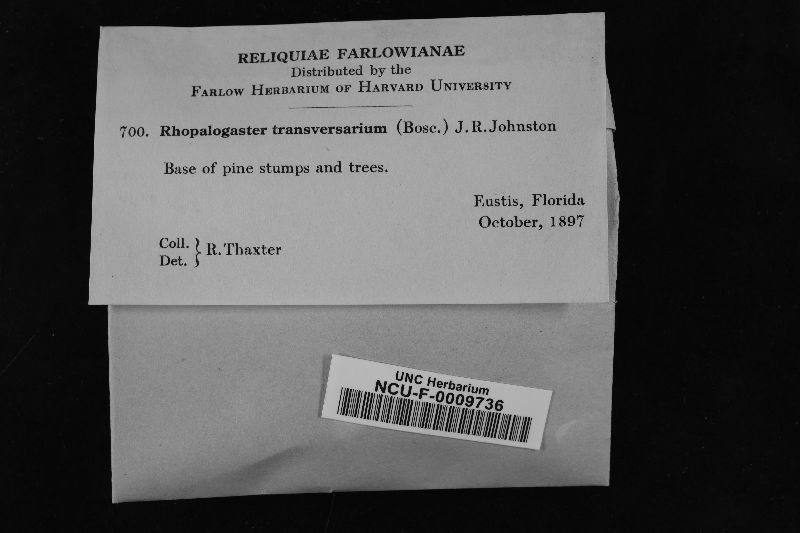 RELIQUIAE FARLOWIANAE
Distributed by the
FARLOW HERBARIUM OF HARVARD UNIVERSITY
700. Rhopalogaster transversarium (Bosc.) J.R.Johnston
Base of pine stumps and trees.
Eustis, Florida
October, 1897
Coll.
Det. } R.Thaxter
UNC Herbarium
NCU-F-0009736